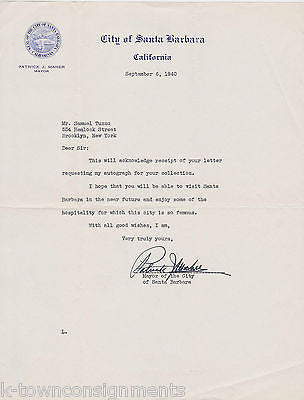 City of Santa Barbara
California
PATRICK J. MAHER
MAYOR
September 6, 1940
Mr. Samuel Tunno
554 Hemlock Street
Brooklyn, New York
Dear Sir:
This will acknowledge receipt of your letter
requesting my autograph for your collection.
I hope that you will be able to visit Santa
Barbara in the near future and enjoy some of the
hospitality for which this city is so famous.
With all good wishes, I am,
Very truly yours,
Patrick J. Maher
Mayor of the City
of Santa Barbara
L.
k-townconsignments